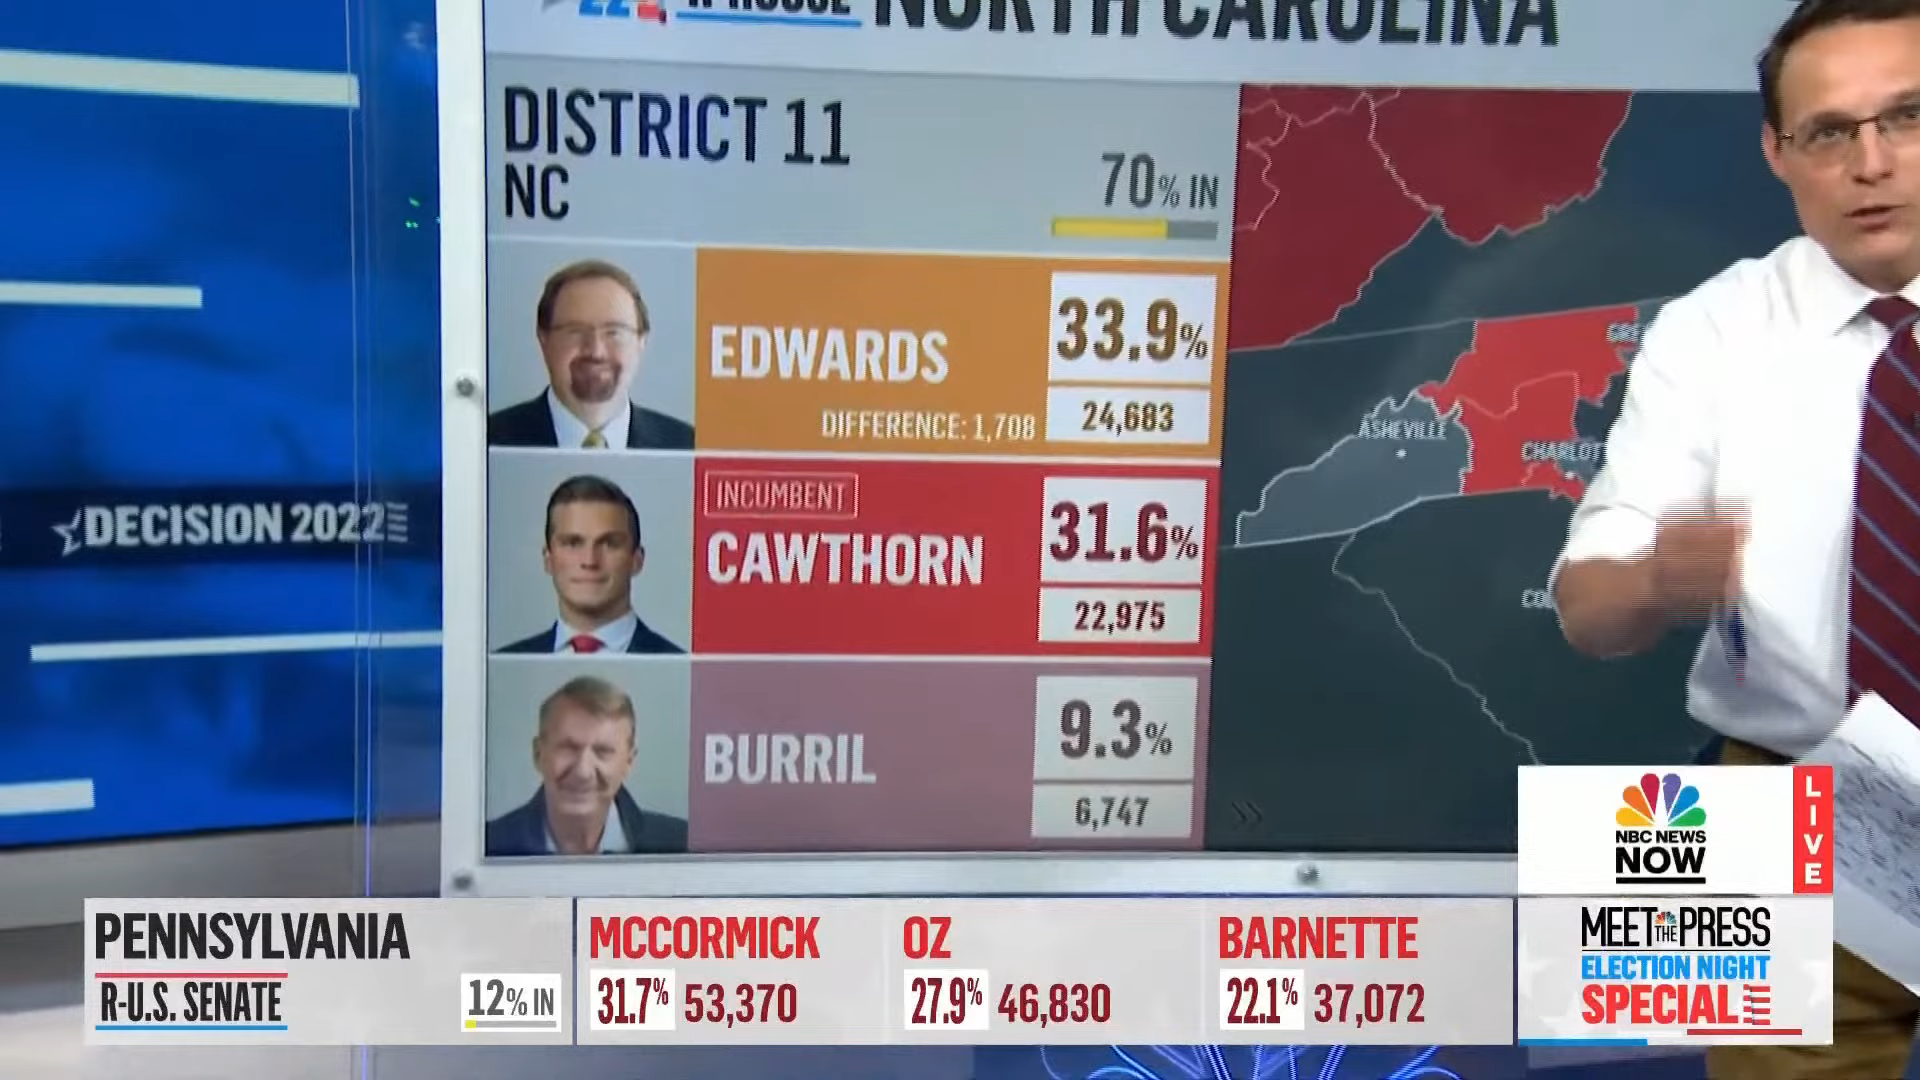 22 R-HOUSE NORTH CAROLINA
DISTRICT 11
NC
70% IN
EDWARDS
33.9%
DIFFERENCE: 1,708
24,683
INCUMBENT
CAWTHORN
31.6%
22,975
BURRIL
9.3%
6,747
ASHEVILLE
DECISION 2022
PENNSYLVANIA
R-U.S. SENATE
12% IN
MCCORMICK
31.7% 53,370
OZ
27.9% 46,830
BARNETTE
22.1% 37,072
NBC NEWS
NOW
LIVE
MEET THE PRESS
ELECTION NIGHT
SPECIAL